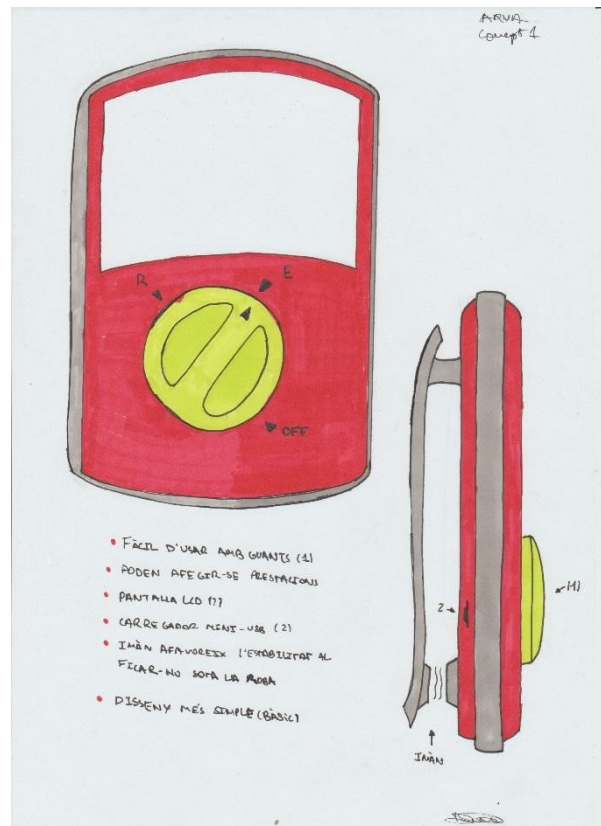 ARVA
Concept 1
R
E
OFF
• FÀCIL D'USAR AMB GUANTS (1)
• PODEN AFEGIR-SE PRESTACIONS
• PANTALLA LCD ???
• CARREGADOR MINI-USB (2)
• IMÀN AFAVOREIX L'ESTABILITAT AL
FICAR-HO SOTA LA ROBA
• DISSENY MÉS SIMPLE (BÀSIC)
2
(1)
IMÀN